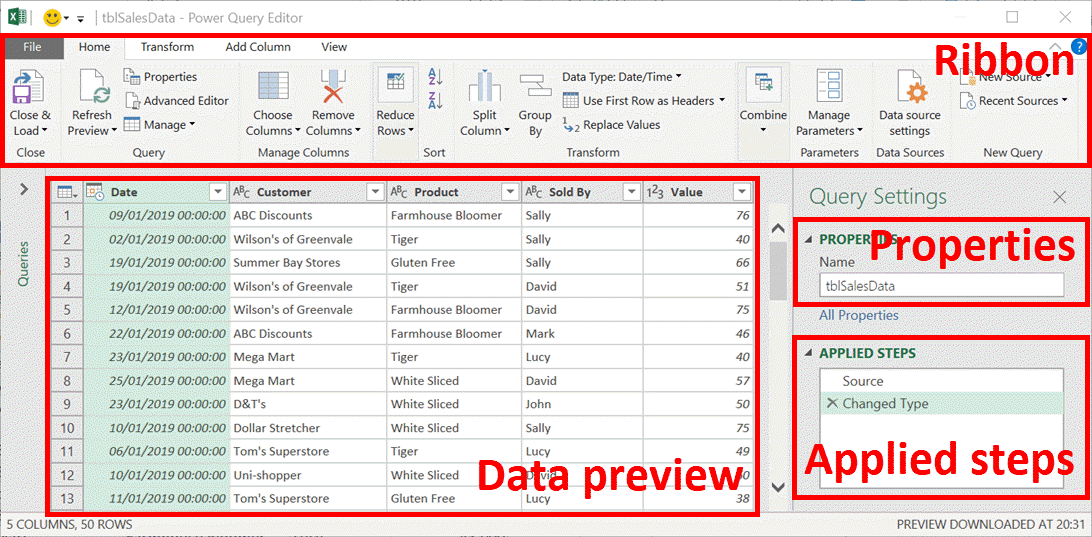 tblSalesData - Power Query Editor
File Home Transform Add Column View
Ribbon
Close & Load
Close
Refresh Preview
Properties
Advanced Editor
Manage
Query
Choose Columns
Remove Columns
Manage Columns
Reduce Rows
Sort
Split Column
Group By
Data Type: Date/Time
Use First Row as Headers
Replace Values
Transform
Combine
Manage Parameters
Parameters
Data source settings
Data Sources
New Source
Recent Sources
New Query
Queries
Date ABC Customer ABC Product ABC Sold By 123 Value
1 09/01/2019 00:00:00 ABC Discounts Farmhouse Bloomer Sally 76
2 02/01/2019 00:00:00 Wilson's of Greenvale Tiger Sally 40
3 19/01/2019 00:00:00 Summer Bay Stores Gluten Free Sally 66
4 19/01/2019 00:00:00 Wilson's of Greenvale Tiger David 51
5 12/01/2019 00:00:00 Wilson's of Greenvale Farmhouse Bloomer David 75
6 22/01/2019 00:00:00 ABC Discounts Farmhouse Bloomer Mark 46
7 23/01/2019 00:00:00 Mega Mart Tiger Lucy 40
8 25/01/2019 00:00:00 Mega Mart White Sliced David 57
9 23/01/2019 00:00:00 D&T's White Sliced John 50
10 10/01/2019 00:00:00 Dollar Stretcher White Sliced Sally 75
11 06/01/2019 00:00:00 Tom's Superstore Tiger Lucy 49
12 10/01/2019 00:00:00 Uni-shopper White Sliced David
13 11/01/2019 00:00:00 Tom's Superstore Gluten Free Lucy 38
Data preview
Query Settings
PROPERTIES
Properties
Name
tblSalesData
All Properties
APPLIED STEPS
Source
Changed Type
Applied steps
5 COLUMNS, 50 ROWS
PREVIEW DOWNLOADED AT 20:31